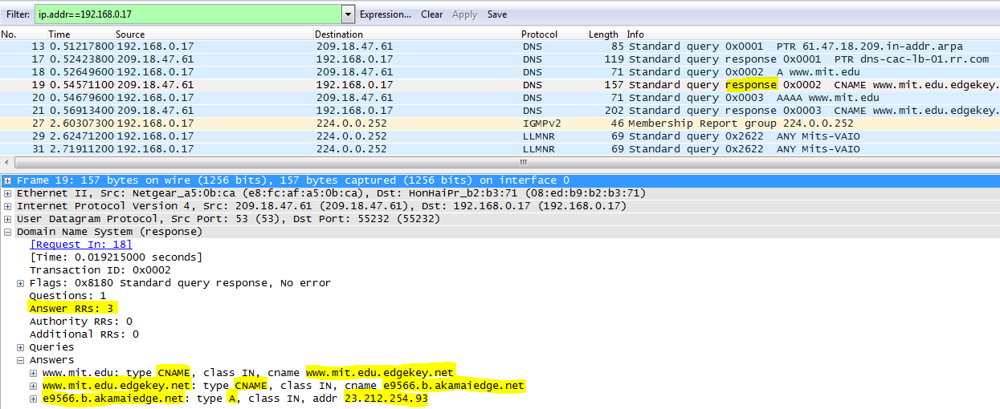 Filter: ip.addr==192.168.0.17 Expression... Clear Apply Save
No. Time Source Destination Protocol Length Info
13 0.51217800 192.168.0.17 209.18.47.61 DNS 85 Standard query 0x0001 PTR 61.47.18.209.in-addr.arpa
17 0.52423800 209.18.47.61 192.168.0.17 DNS 119 Standard query response 0x0001 PTR dns-cac-lb-01.rr.com
18 0.52649600 192.168.0.17 209.18.47.61 DNS 71 Standard query 0x0002 A www.mit.edu
19 0.54571100 209.18.47.61 192.168.0.17 DNS 157 Standard query response 0x0002 CNAME www.mit.edu.edgekey.
20 0.54679600 192.168.0.17 209.18.47.61 DNS 71 Standard query 0x0003 AAAA www.mit.edu
21 0.56913400 209.18.47.61 192.168.0.17 DNS 202 Standard query response 0x0003 CNAME www.mit.edu.edgekey.
27 2.60307300 192.168.0.17 224.0.0.252 IGMPv2 46 Membership Report group 224.0.0.252
29 2.62471200 192.168.0.17 224.0.0.252 LLMNR 69 Standard query 0x2622 ANY Mits-VAIO
31 2.71911200 192.168.0.17 224.0.0.252 LLMNR 69 Standard query 0x2622 ANY Mits-VAIO
Frame 19: 157 bytes on wire (1256 bits), 157 bytes captured (1256 bits) on interface 0
Ethernet II, Src: Netgear_a5:0b:ca (e8:fc:af:a5:0b:ca), Dst: HonHaiPr_b2:b3:71 (08:ed:b9:b2:b3:71)
Internet Protocol Version 4, Src: 209.18.47.61 (209.18.47.61), Dst: 192.168.0.17 (192.168.0.17)
User Datagram Protocol, Src Port: 53 (53), Dst Port: 55232 (55232)
Domain Name System (response)
[Request In: 18]
[Time: 0.019215000 seconds]
Transaction ID: 0x0002
Flags: 0x8180 Standard query response, No error
Questions: 1
Answer RRs: 3
Authority RRs: 0
Additional RRs: 0
Queries
Answers
www.mit.edu: type CNAME, class IN, cname www.mit.edu.edgekey.net
www.mit.edu.edgekey.net: type CNAME, class IN, cname e9566.b.akamaiedge.net
e9566.b.akamaiedge.net: type A, class IN, addr 23.212.254.93